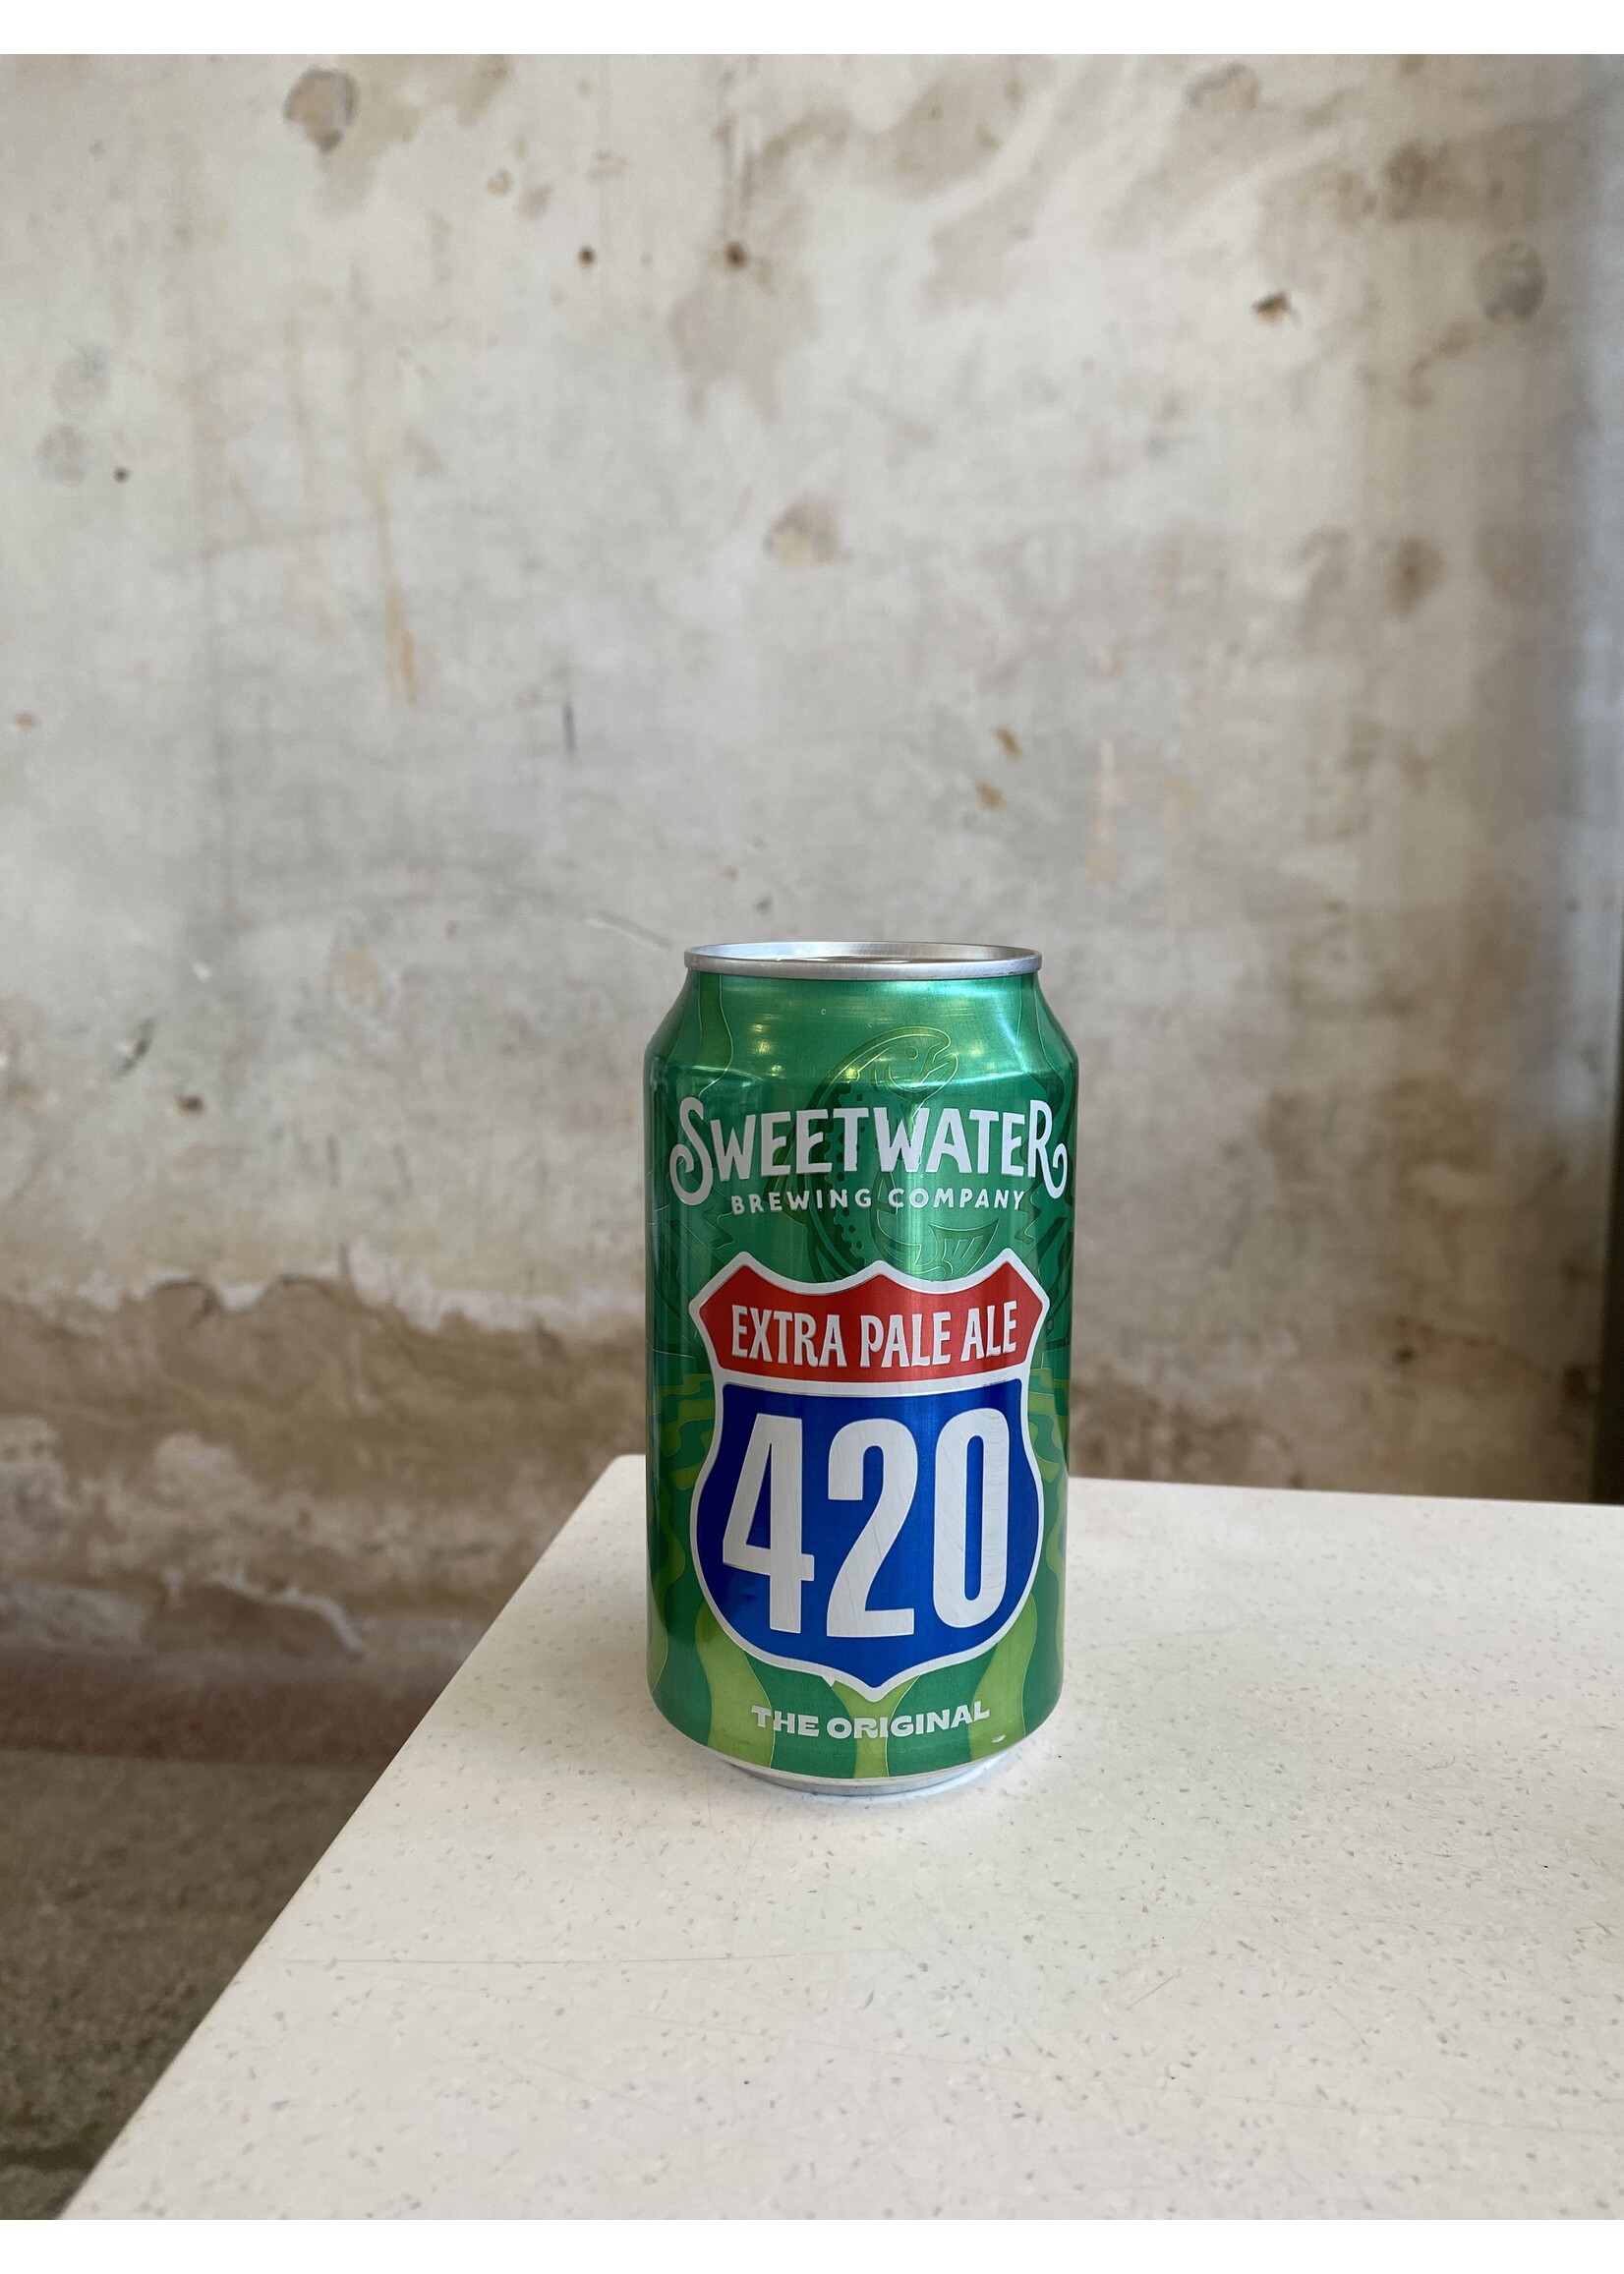 SWEETWATER
BREWING COMPANY
EXTRA PALE ALE
420
THE ORIGINAL